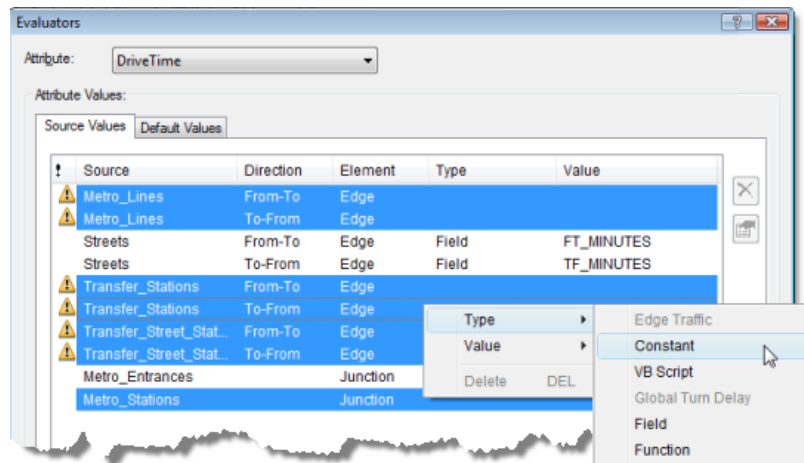 Evaluators
Attribute: DriveTime
Attribute Values:
Source Values Default Values
! Source Direction Element Type Value
Metro_Lines From-To Edge
Metro_Lines To-From Edge
Streets From-To Edge Field FT_MINUTES
Streets To-From Edge Field TF_MINUTES
Transfer_Stations From-To Edge
Transfer_Stations To-From Edge
Transfer_Street_Stat... From-To Edge
Transfer_Street_Stat... To-From Edge
Metro_Entrances Junction
Metro_Stations Junction
Type
Value
Delete DEL
Edge Traffic
Constant
VB Script
Global Turn Delay
Field
Function